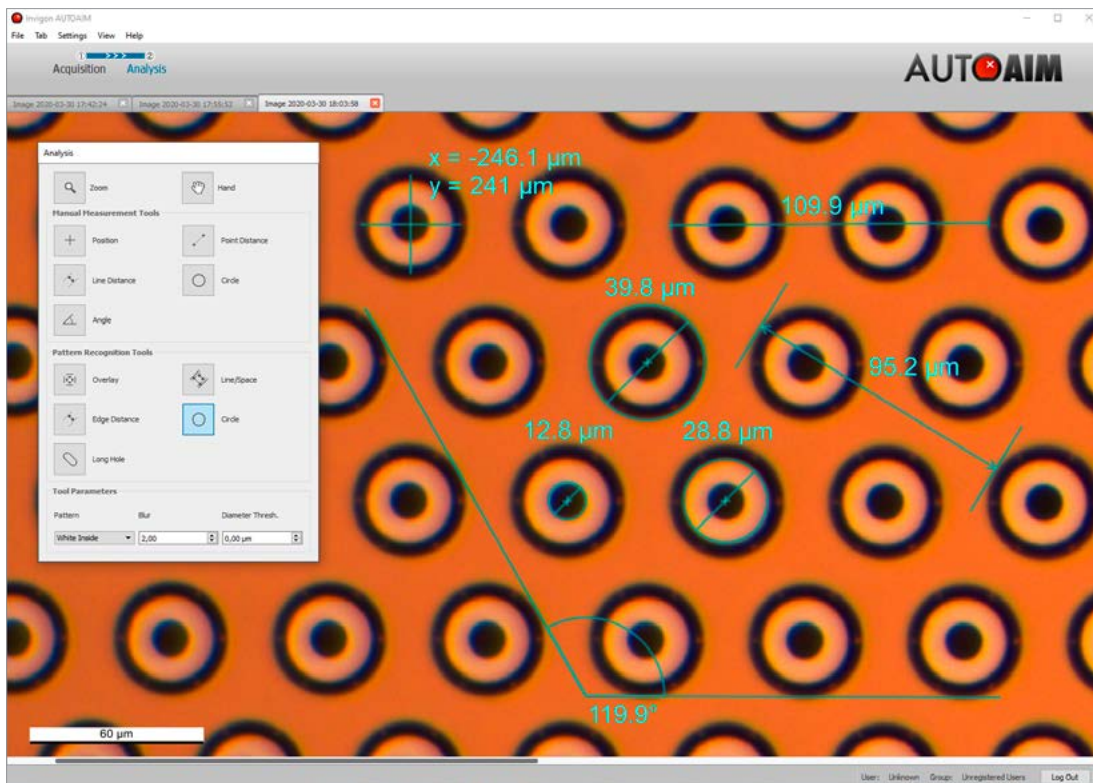 Invigon AUTOAIM
File Tab Settings View Help
1 >>> 2
Acquisition Analysis
AUTOAIM
Image 2020-03-30 17:42:24 Image 2020-03-30 17:55:52 Image 2020-03-30 18:03:58
Analysis
Zoom Hand
Manual Measurement Tools
Position Point Distance
Line Distance Circle
Angle
Pattern Recognition Tools
Overlay Line/Space
Edge Distance Circle
Long Hole
Tool Parameters
Pattern Blur Diameter Thresh.
White Inside 2,00 0,00 µm
x = -246.1 µm
y = 241 µm
109.9 µm
39.8 µm
95.2 µm
12.8 µm 28.8 µm
119.9°
60 µm
User: Unknown Group: Unregistered Users Log Out